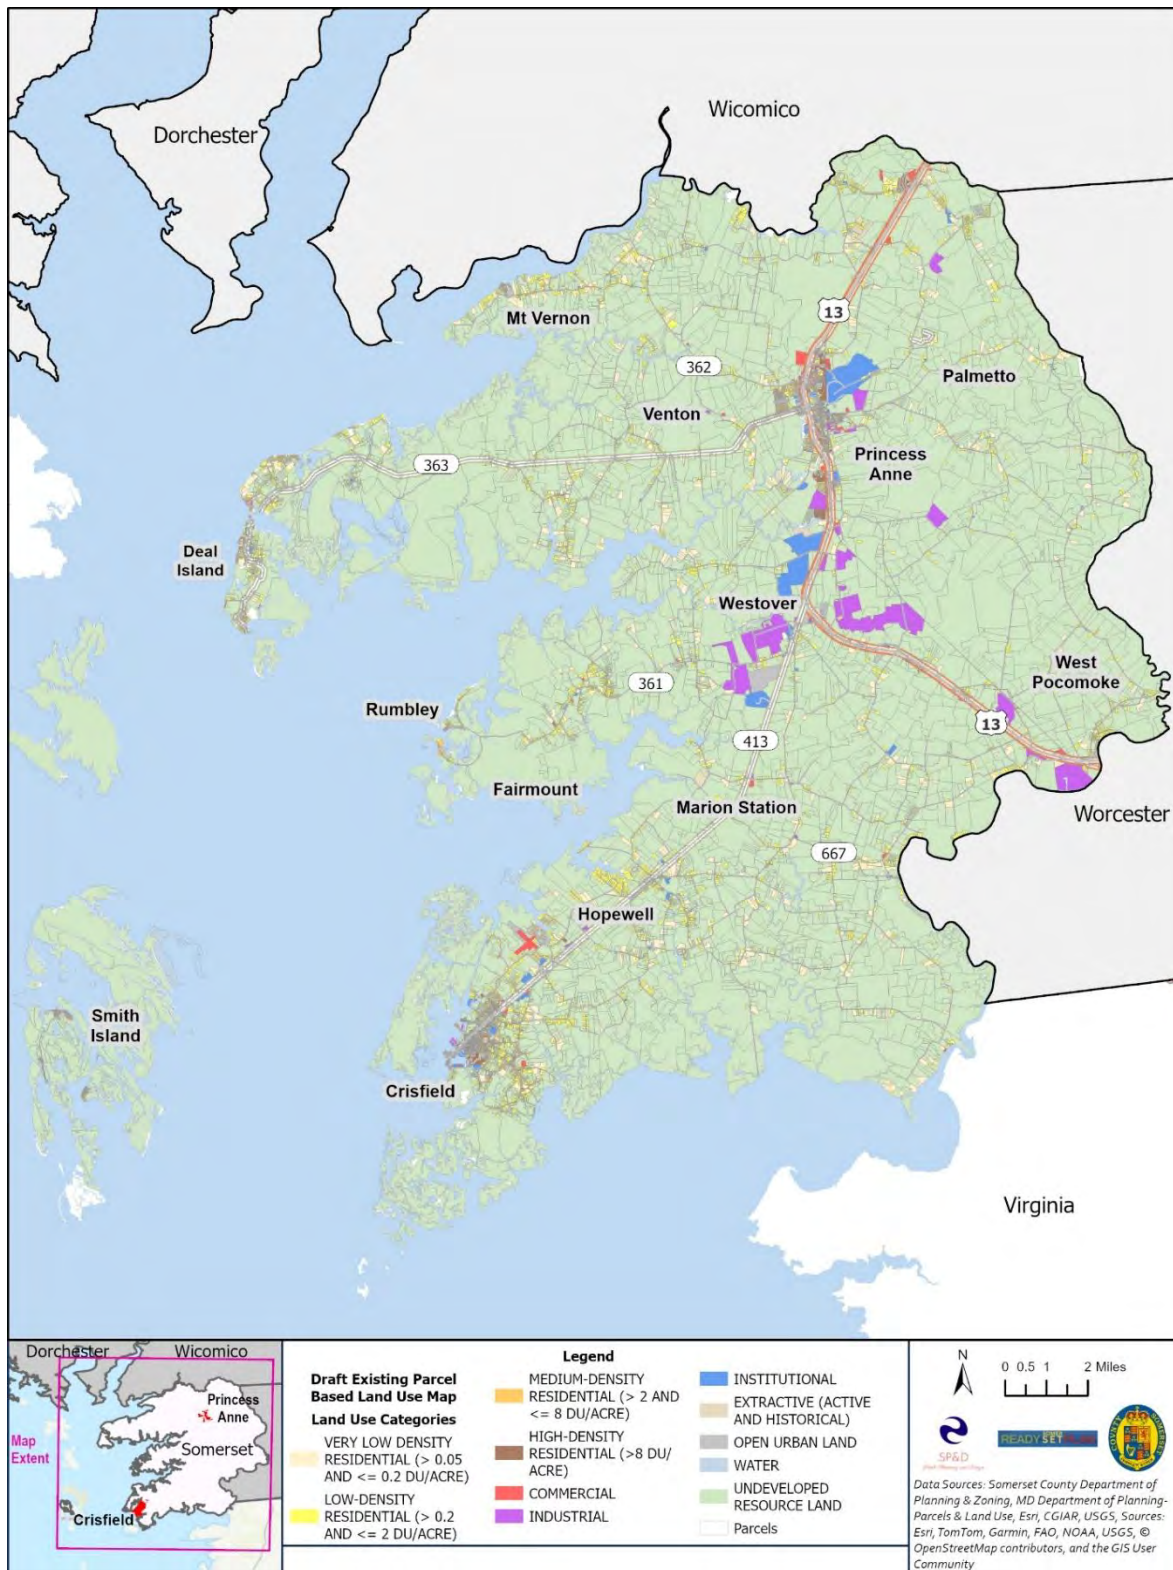 Wicomico
Dorchester
13
Mt Vernon
362
Palmetto
Venton
Princess
Anne
363
Deal
Island
Westover
West
Pocomoke
361
Rumbley
13
413
Fairmount
Marion Station
Worcester
667
Hopewell
Smith
Island
Crisfield
Virginia
Dorchester
Wicomico
Princess
Anne
Map
Extent
Somerset
Crisfield
Legend
Draft Existing Parcel
Based Land Use Map
Land Use Categories
VERY LOW DENSITY
RESIDENTIAL (> 0.05
AND <= 0.2 DU/ACRE)
LOW-DENSITY
RESIDENTIAL (> 0.2
AND <= 2 DU/ACRE)
MEDIUM-DENSITY
RESIDENTIAL (> 2 AND
<= 8 DU/ACRE)
HIGH-DENSITY
RESIDENTIAL (>8 DU/
ACRE)
COMMERCIAL
INDUSTRIAL
INSTITUTIONAL
EXTRACTIVE (ACTIVE
AND HISTORICAL)
OPEN URBAN LAND
WATER
UNDEVELOPED
RESOURCE LAND
Parcels
N
0 0.5 1 2 Miles
SP&D
READYSET
COUNTY SOMERSET
Data Sources: Somerset County Department of
Planning & Zoning, MD Department of Planning-
Parcels & Land Use, Esri, CGIAR, USGS, Sources:
Esri, TomTom, Garmin, FAO, NOAA, USGS, ©
OpenStreetMap contributors, and the GIS User
Community